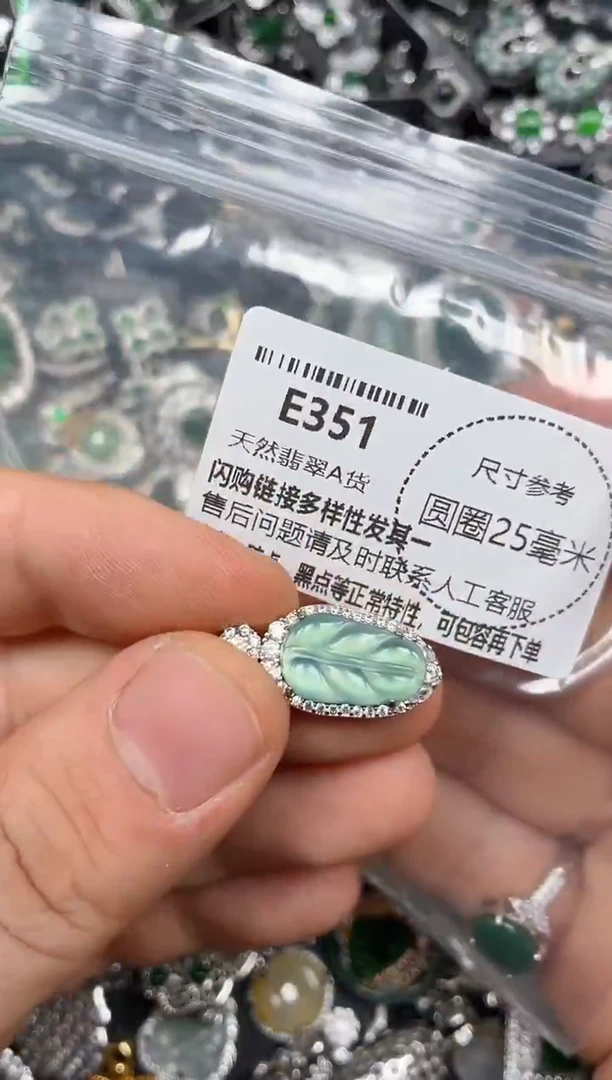 E351
天然翡翠A货
闪购链接多样性发其一
售后问题请及时联系人工客服
黑点等正常特性，可包容再下单
尺寸参考
圆圈25毫米